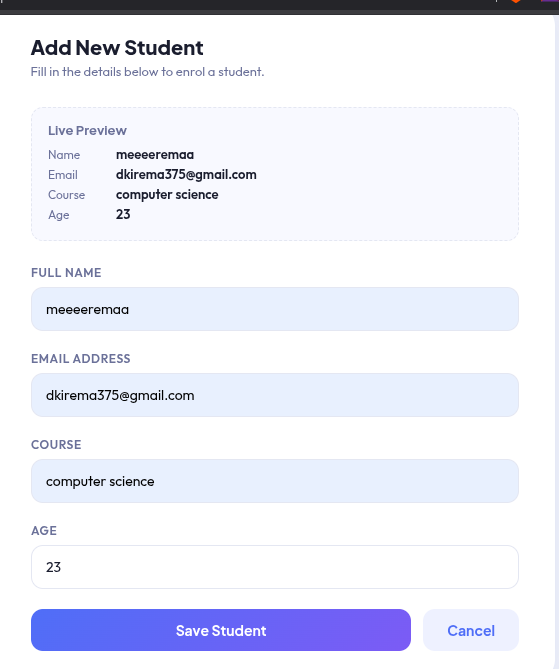 Add New Student
Fill in the details below to enrol a student.
Live Preview
Name meeeeremaa
Email dkirema375@gmail.com
Course computer science
Age 23
FULL NAME
meeeeremaa
EMAIL ADDRESS
dkirema375@gmail.com
COURSE
computer science
AGE
23
Save Student Cancel